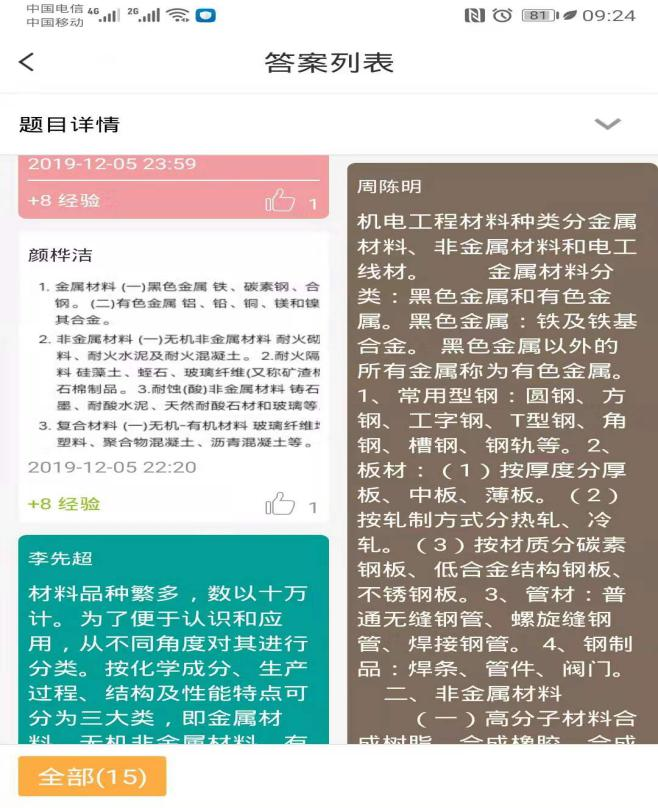 中国电信 4G 2G 81 09:24
中国移动
答案列表
题目详情
2019-12-05 23:59
+8 经验 1
颜桦洁
1. 金属材料 (一)黑色金属 铁、碳素钢、合
钢。 (二)有色金属 铝、铅、铜、镁和镍
其合金。
2. 非金属材料 (一)无机非金属材料 耐火砌
料、耐火水泥及耐火混凝土。 2.耐火隔
料 硅藻土、蛭石、玻璃纤维(又称矿渣棉
石棉制品。 3.耐蚀(酸)非金属材料 铸石
墨、耐酸水泥、天然耐酸石材和玻璃等
3. 复合材料 (一)无机-有机材料 玻璃纤维
塑料、聚合物混凝土、沥青混凝土等。
2019-12-05 22:20
+8 经验 1
李先超
材料品种繁多，数以十万
计。为了便于认识和应
用，从不同角度对其进行
分类。按化学成分、生产
过程、结构及性能特点可
分为三大类，即金属材
料、无机非金属材料、有
周陈明
机电工程材料种类分金属
材料、非金属材料和电工
线材。 金属材料分
类：黑色金属和有色金
属。黑色金属：铁及铁基
合金。 黑色金属以外的
所有金属称为有色金属。
1、常用型钢：圆钢、方
钢、工字钢、T型钢、角
钢、槽钢、钢轨等。2、
板材：（1）按厚度分厚
板、中板、薄板。（2）
按轧制方式分热轧、冷
轧。（3）按材质分碳素
钢板、低合金结构钢板、
不锈钢板。3、管材：普
通无缝钢管、螺旋缝钢
管、焊接钢管。 4、钢制
品：焊条、管件、阀门。
二、非金属材料
（一）高分子材料合
成树脂、合成橡胶、合成
全部(15)